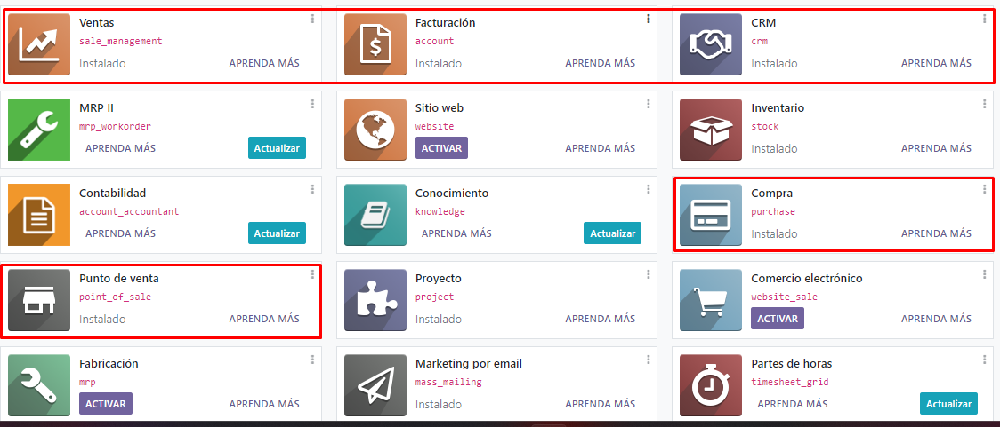 Ventas
sale_management
Instalado APRENDA MÁS
Facturación
account
Instalado APRENDA MÁS
CRM
crm
Instalado APRENDA MÁS
MRP II
mrp_workorder
APRENDA MÁS Actualizar
Sitio web
website
ACTIVAR APRENDA MÁS
Inventario
stock
Instalado APRENDA MÁS
Contabilidad
account_accountant
APRENDA MÁS Actualizar
Conocimiento
knowledge
APRENDA MÁS Actualizar
Compra
purchase
Instalado APRENDA MÁS
Punto de venta
point_of_sale
Instalado APRENDA MÁS
Proyecto
project
Instalado APRENDA MÁS
Comercio electrónico
website_sale
ACTIVAR APRENDA MÁS
Fabricación
mrp
ACTIVAR APRENDA MÁS
Marketing por email
mass_mailing
Instalado APRENDA MÁS
Partes de horas
timesheet_grid
APRENDA MÁS Actualizar